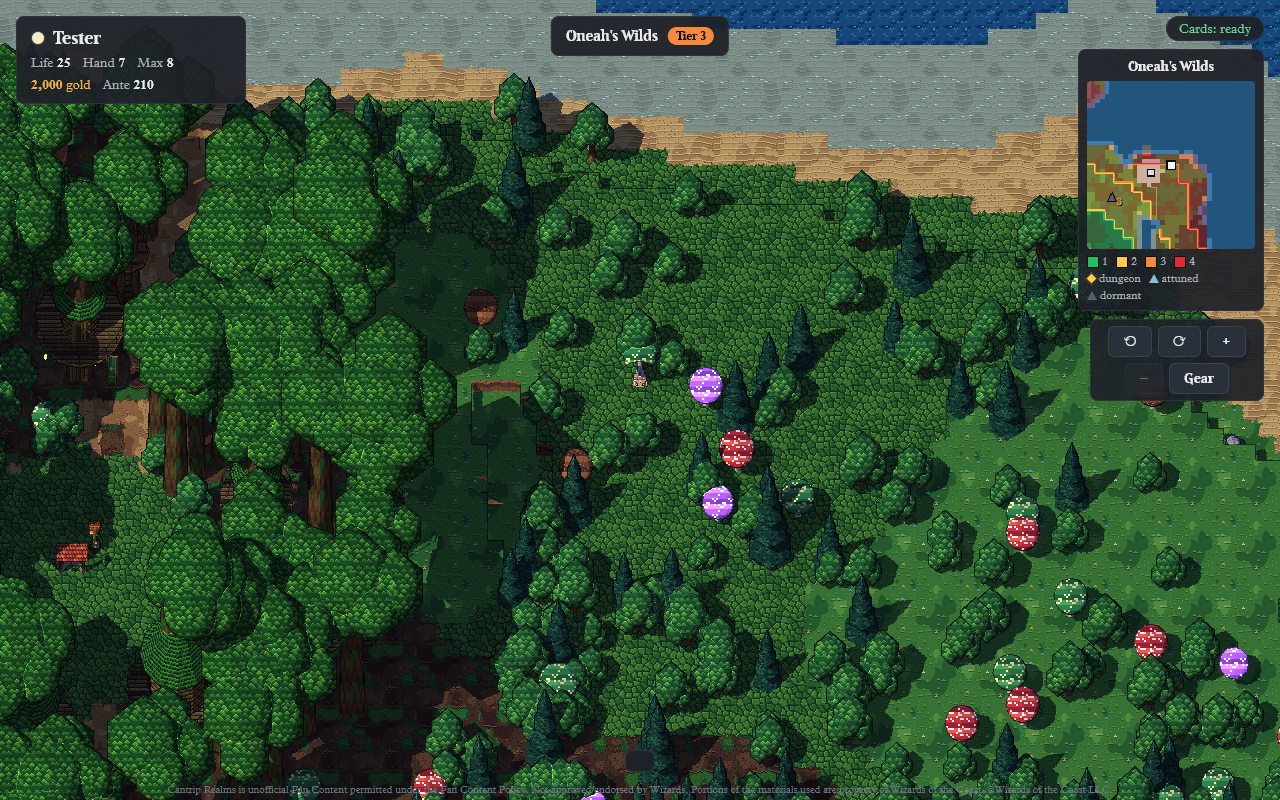 Tester
Life 25 Hand 7 Max 8
2,000 gold Ante 210
Oneah's Wilds Tier 3
Cards: ready
Oneah's Wilds
1 2 3 4
dungeon attuned
dormant
+
−
Gear
Cantrip Realms is unofficial Fan Content permitted under the Fan Content Policy. Not approved/endorsed by Wizards. Portions of the materials used are property of Wizards of the Coast. ©Wizards of the Coast LLC.